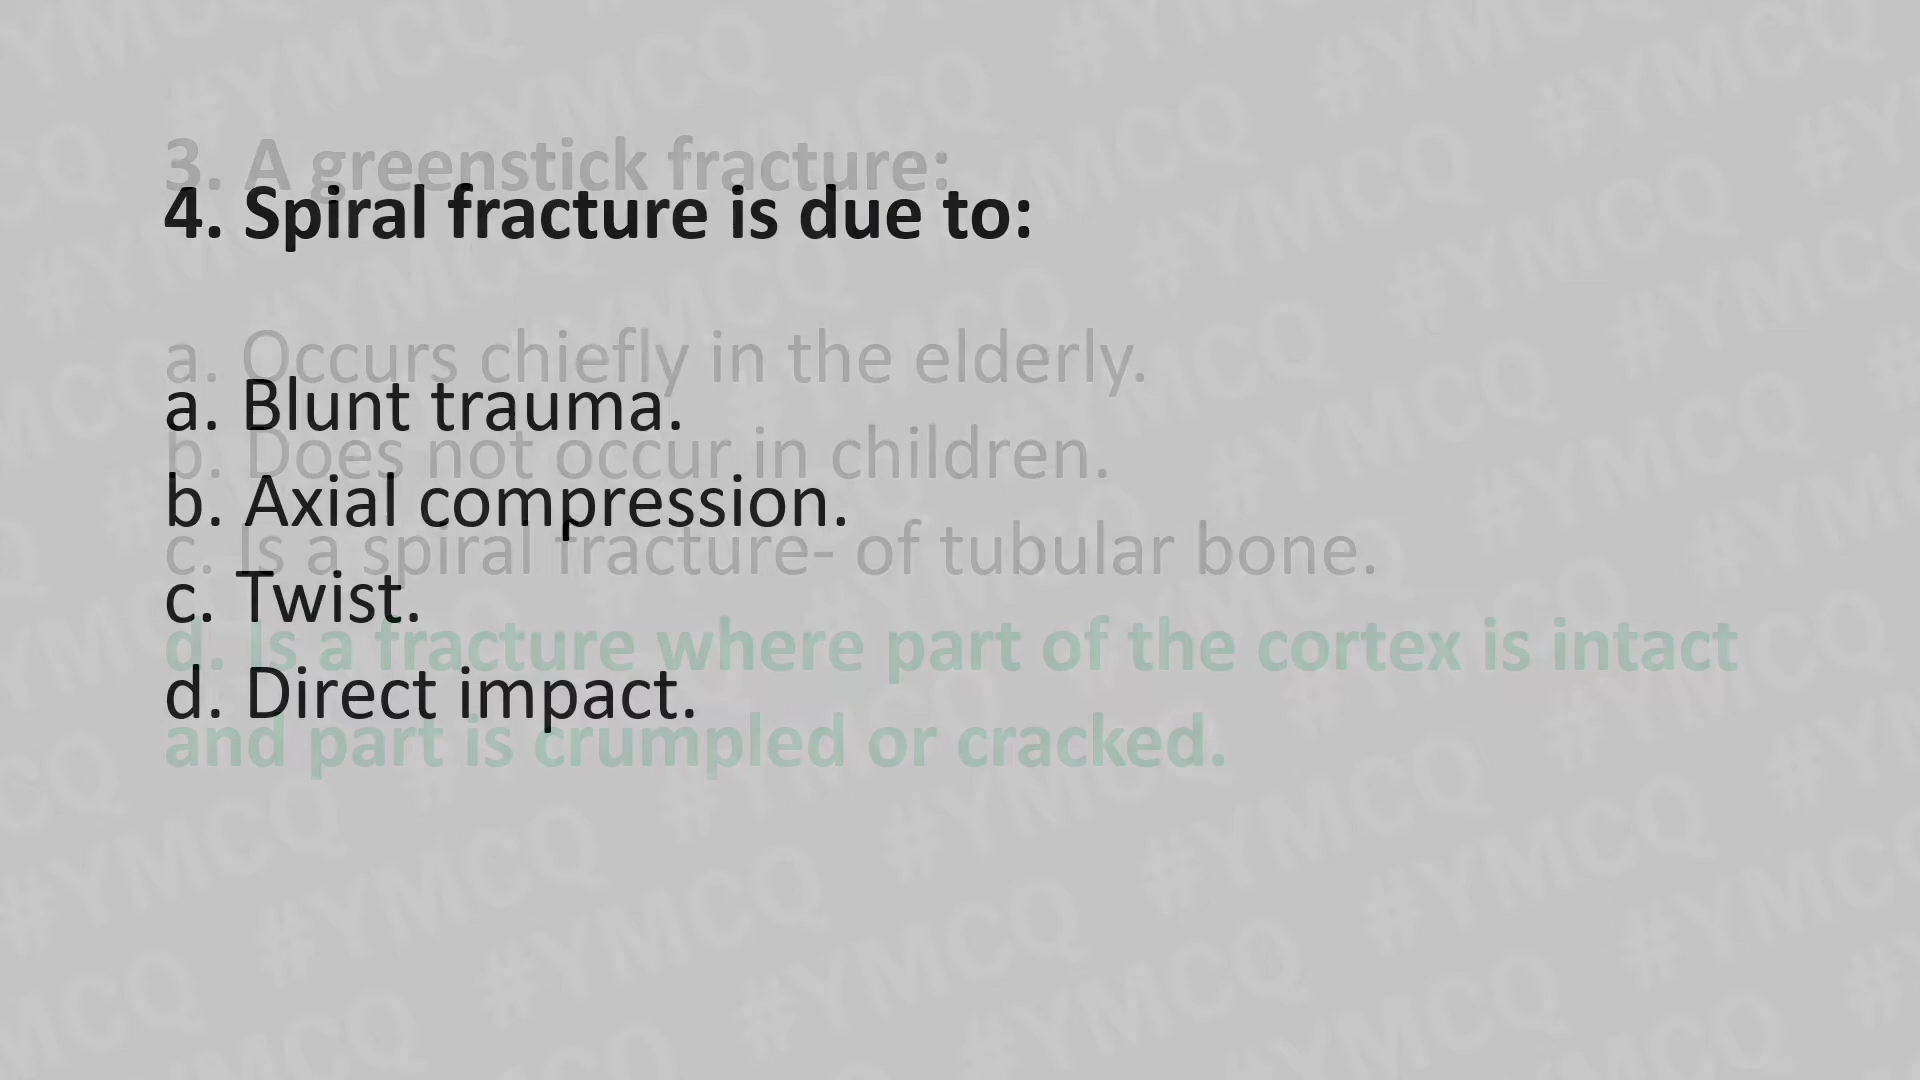 3. A greenstick fracture:
4. Spiral fracture is due to:
a. Occurs chiefly in the elderly.
a. Blunt trauma.
b. Does not occur in children.
b. Axial compression.
c. Is a spiral fracture- of tubular bone.
c. Twist.
d. Is a fracture where part of the cortex is intact
d. Direct impact.
and part is crumpled or cracked.
#YMCQ